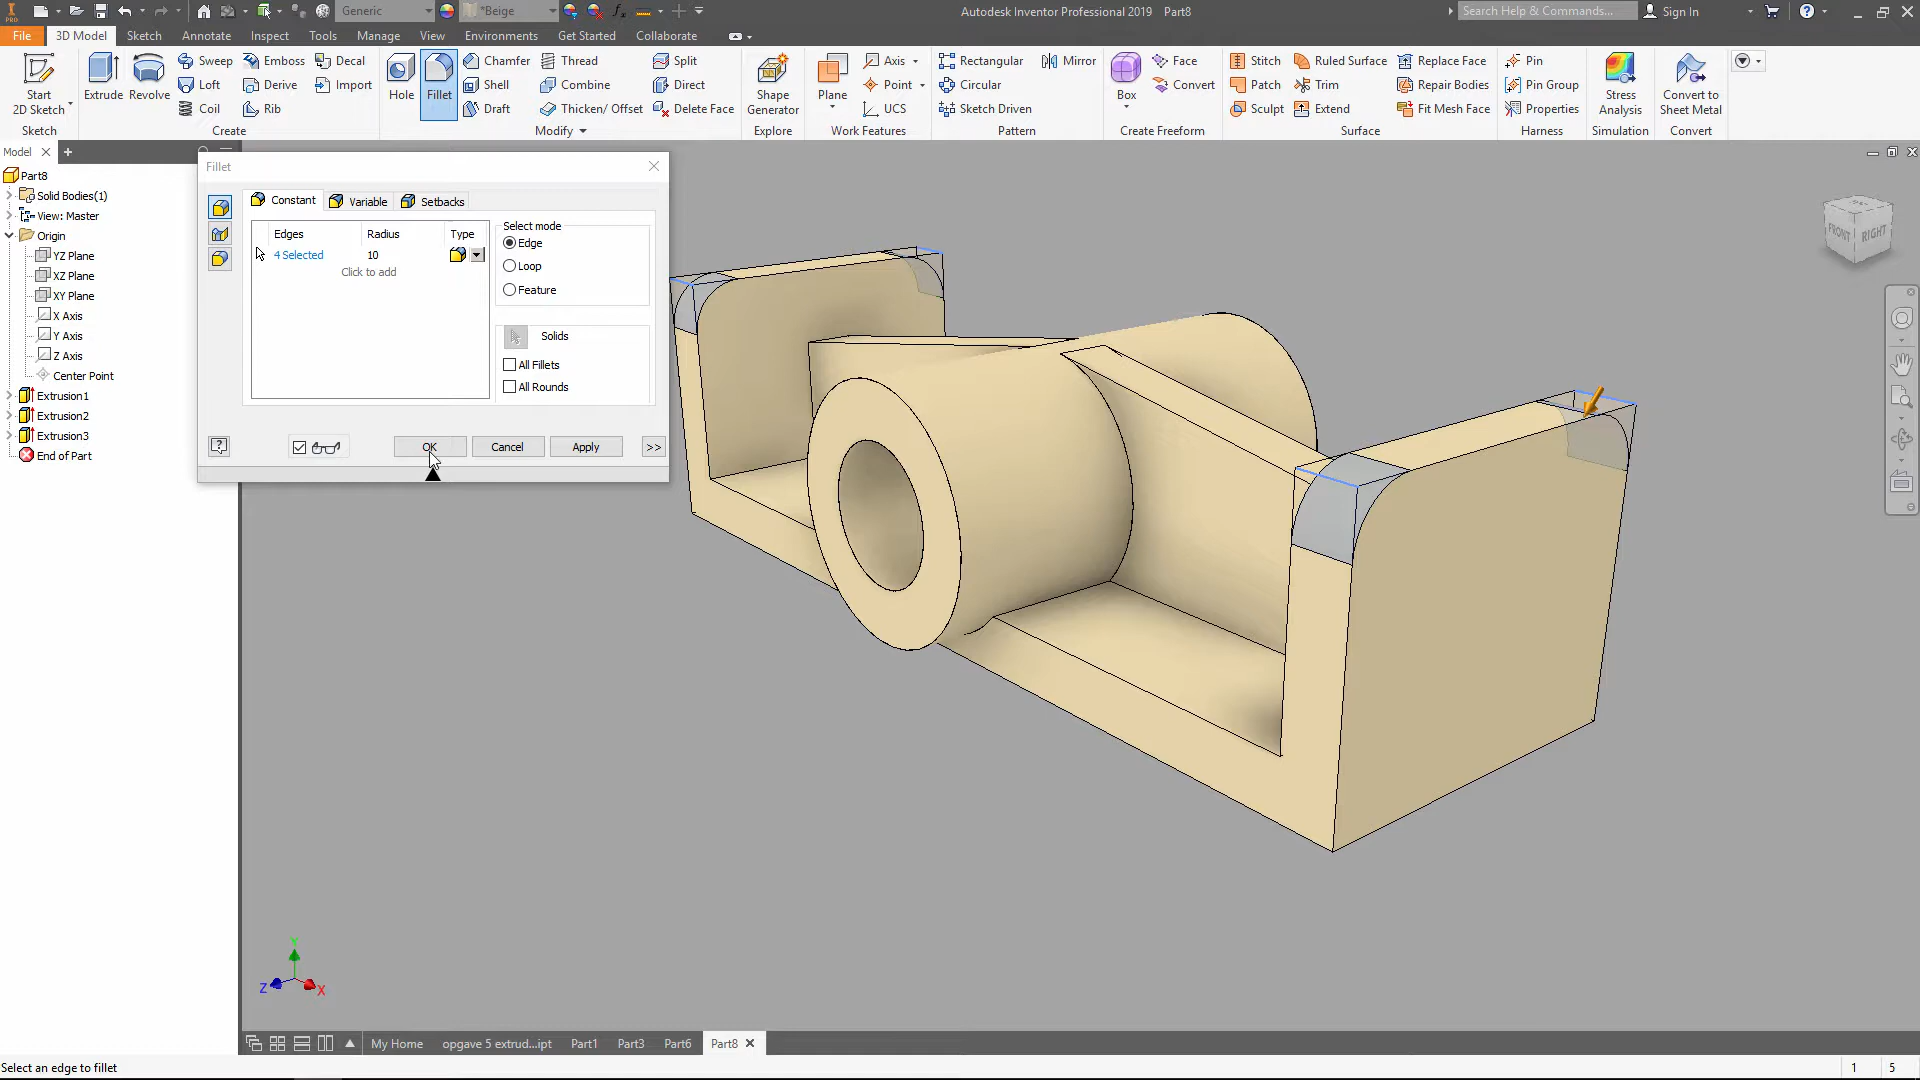 PRO Generic *Beige Autodesk Inventor Professional 2019 Part8 Search Help & Commands... Sign In
File 3D Model Sketch Annotate Inspect Tools Manage View Environments Get Started Collaborate
Start
2D Sketch
Extrude Revolve
Sweep Emboss Decal
Loft Derive Import
Coil Rib
Hole Fillet
Chamfer Thread Split
Shell Combine Direct
Draft Thicken/ Offset Delete Face
Shape
Generator
Plane
Axis
Point
UCS
Rectangular Mirror
Circular
Sketch Driven
Box
Face
Convert
Stitch Ruled Surface Replace Face
Patch Trim Repair Bodies
Sculpt Extend Fit Mesh Face
Pin
Pin Group
Properties
Stress
Analysis
Convert to
Sheet Metal
Sketch Create Modify Explore Work Features Pattern Create Freeform Surface Harness Simulation Convert
Model
Part8
Solid Bodies(1)
View: Master
Origin
YZ Plane
XZ Plane
XY Plane
X Axis
Y Axis
Z Axis
Center Point
Extrusion1
Extrusion2
Extrusion3
End of Part
Fillet
Constant Variable Setbacks
Edges Radius Type
4 Selected 10
Click to add
Select mode
Edge
Loop
Feature
Solids
All Fillets
All Rounds
OK Cancel Apply >>
FRONT RIGHT
Y
Z X
My Home opgave 5 extrud...ipt Part1 Part3 Part6 Part8
Select an edge to fillet 1 5